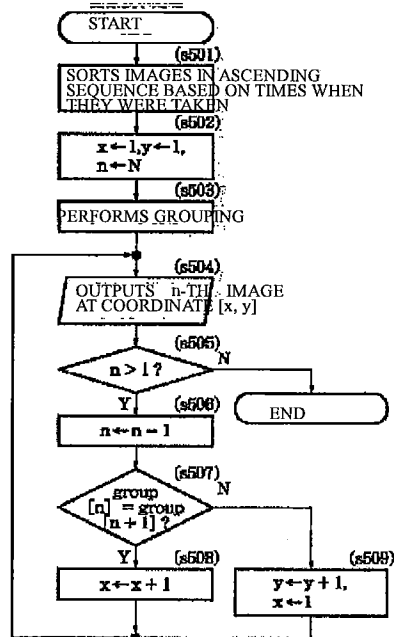 START
(s501)
SORTS IMAGES IN ASCENDING
SEQUENCE BASED ON TIMES WHEN
THEY WERE TAKEN
(s502)
x←1,y←1,
n←N
(s503)
PERFORMS GROUPING
(s504)
OUTPUTS n-TH IMAGE
AT COORDINATE [x, y]
(s505)
n > 1 ?
N
Y
(s506)
END
n←n-1
(s507)
group
[n] = group
[n + 1] ?
N
Y
(s508)
(s509)
x←x+1
y←y+1,
x←1